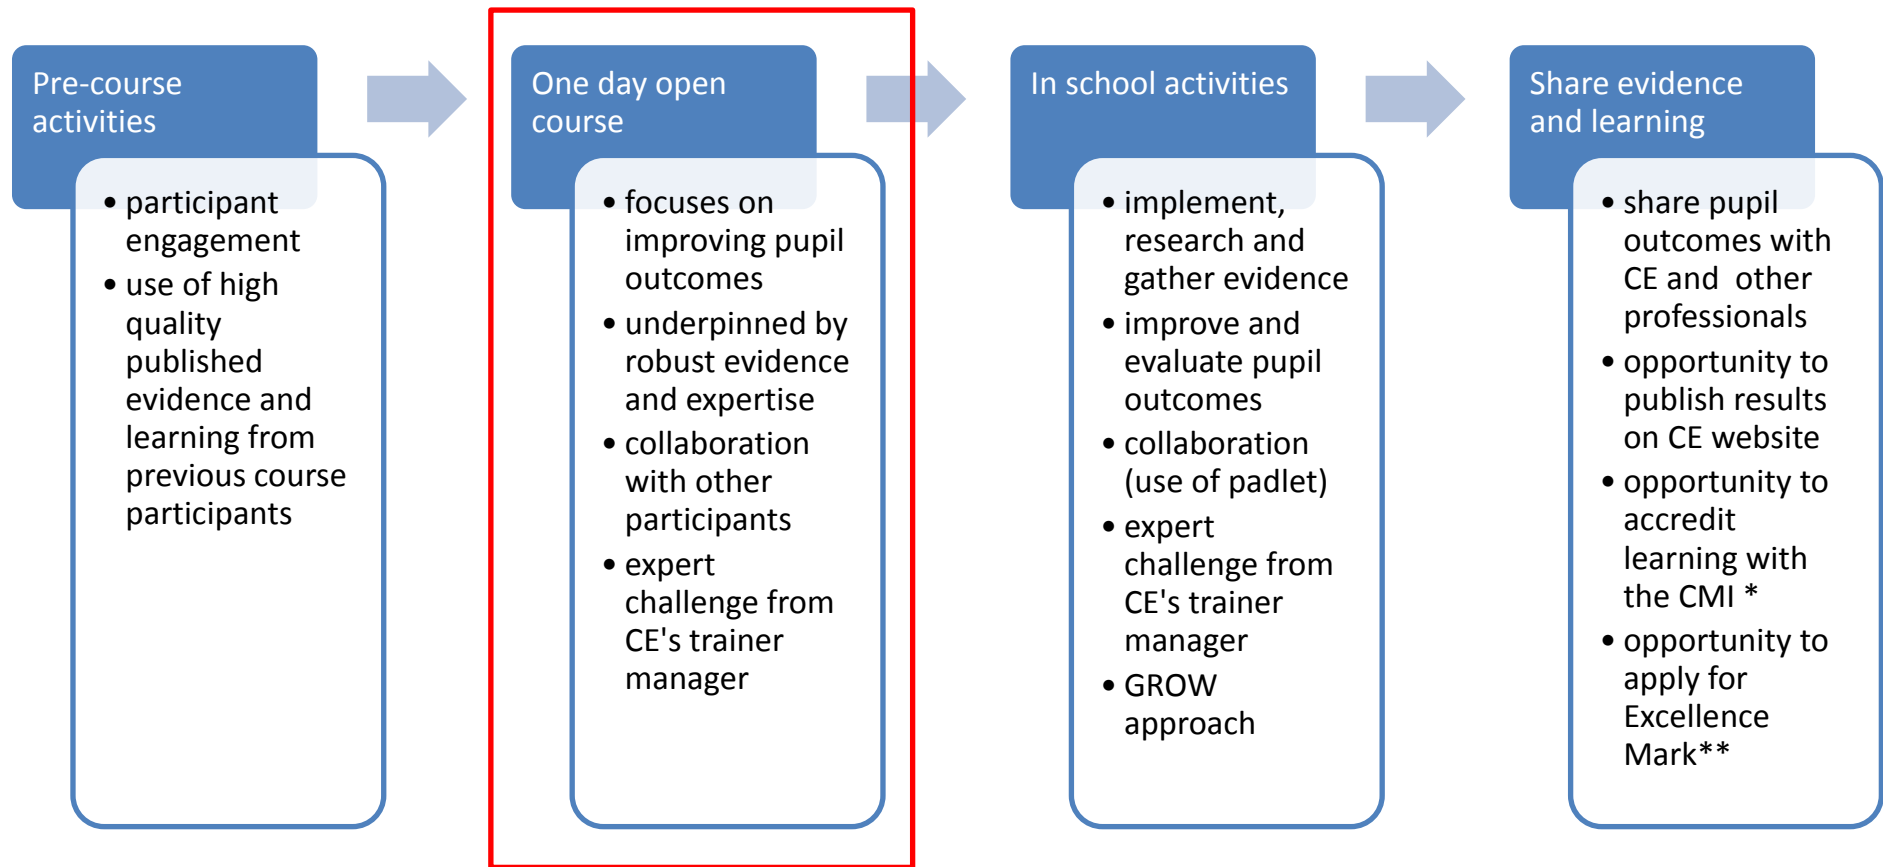 Pre-course
activities
• participant
engagement
• use of high
quality
published
evidence and
learning from
previous course
participants
One day open
course
• focuses on
improving pupil
outcomes
• underpinned by
robust evidence
and expertise
• collaboration
with other
participants
• expert
challenge from
CE's trainer
manager
In school activities
• implement,
research and
gather evidence
• improve and
evaluate pupil
outcomes
• collaboration
(use of padlet)
• expert
challenge from
CE's trainer
manager
• GROW
approach
Share evidence
and learning
• share pupil
outcomes with
CE and other
professionals
• opportunity to
publish results
on CE website
• opportunity to
accredit
learning with
the CMI *
• opportunity to
apply for
Excellence
Mark**